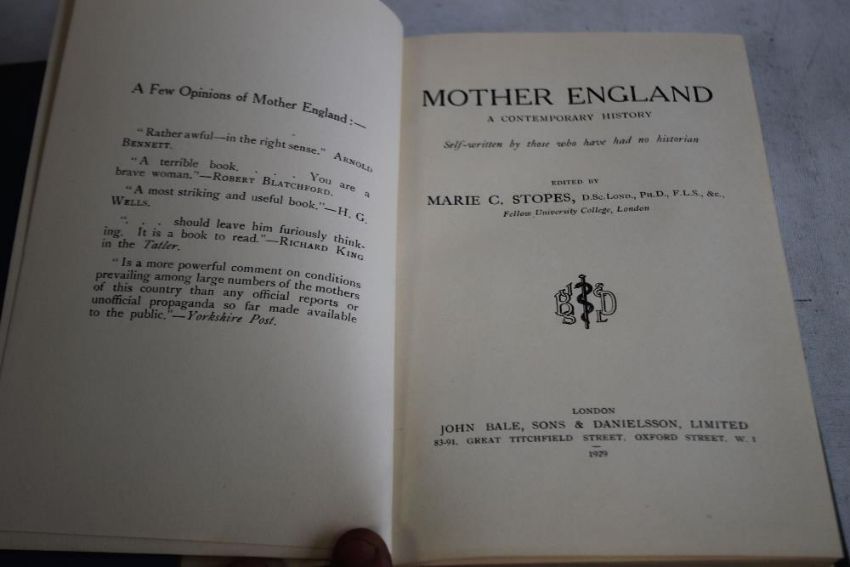 A Few Opinions of Mother England:—
"Rather awful—in the right sense." ARNOLD
BENNETT.
"A terrible book. . . . You are a
brave woman."—ROBERT BLATCHFORD.
"A most striking and useful book."—H. G.
WELLS.
". . . should leave him furiously think-
ing. It is a book to read."—RICHARD KING
in the Tatler.
"Is a more powerful comment on conditions
prevailing among large numbers of the mothers
of this country than any official reports or
unofficial propaganda so far made available
to the public."—Yorkshire Post.
MOTHER ENGLAND
A CONTEMPORARY HISTORY
Self-written by those who have had no historian
EDITED BY
MARIE C. STOPES, D.Sc.LOND., PH.D., F.L.S., &c.,
Fellow University College, London
LONDON
JOHN BALE, SONS & DANIELSSON, LIMITED
83-91, GREAT TITCHFIELD STREET, OXFORD STREET, W. 1
—
1929